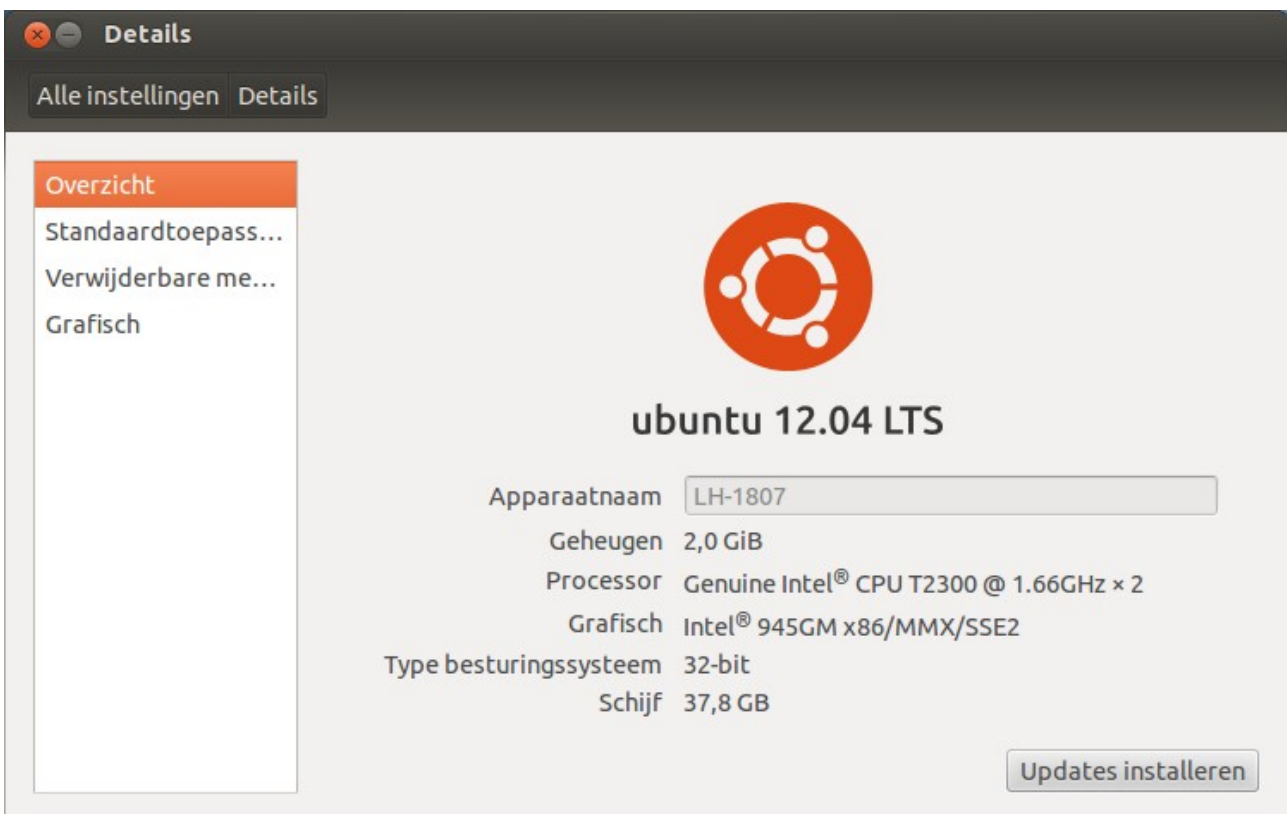 Details
Alle instellingen Details
Overzicht
Standaardtoepass...
Verwijderbare me...
Grafisch
ubuntu 12.04 LTS
Apparaatnaam LH-1807
Geheugen 2,0 GiB
Processor Genuine Intel® CPU T2300 @ 1.66GHz × 2
Grafisch Intel® 945GM x86/MMX/SSE2
Type besturingssysteem 32-bit
Schijf 37,8 GB
Updates installeren